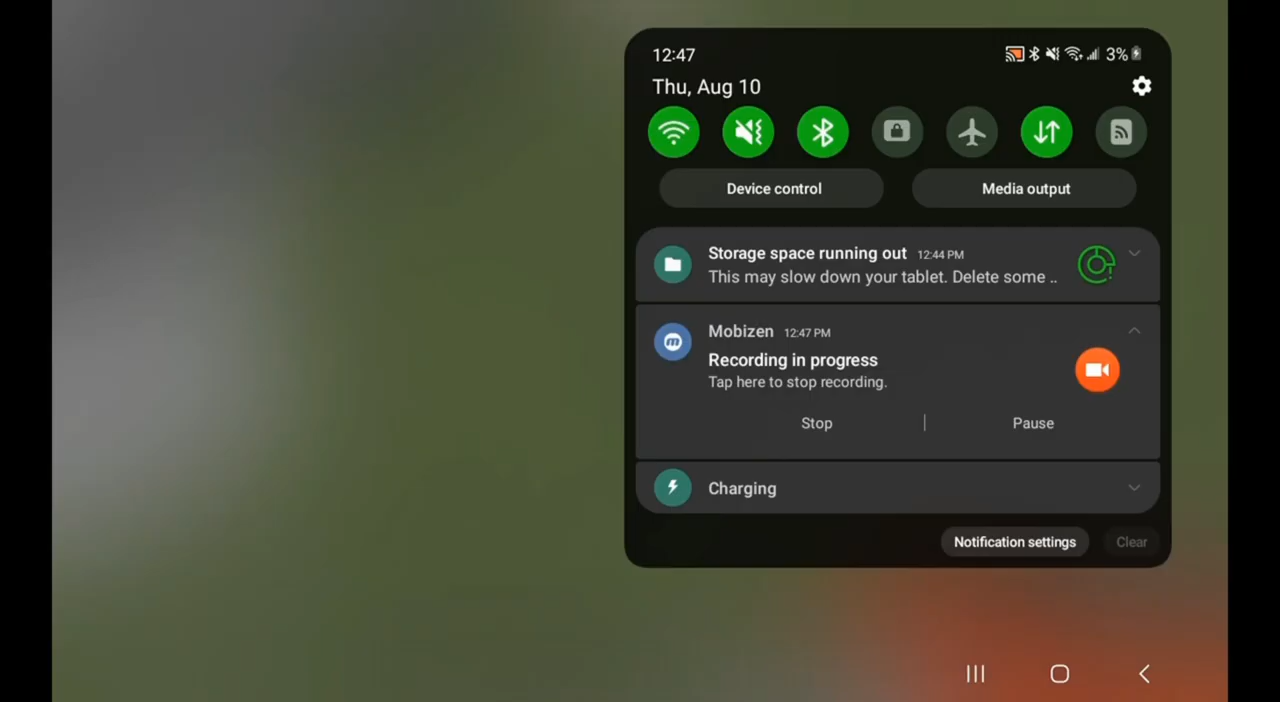 12:47
3%
Thu, Aug 10
Device control
Media output
Storage space running out 12:44 PM
This may slow down your tablet. Delete some ..
Mobizen 12:47 PM
Recording in progress
Tap here to stop recording.
Stop | Pause
Charging
Notification settings
Clear